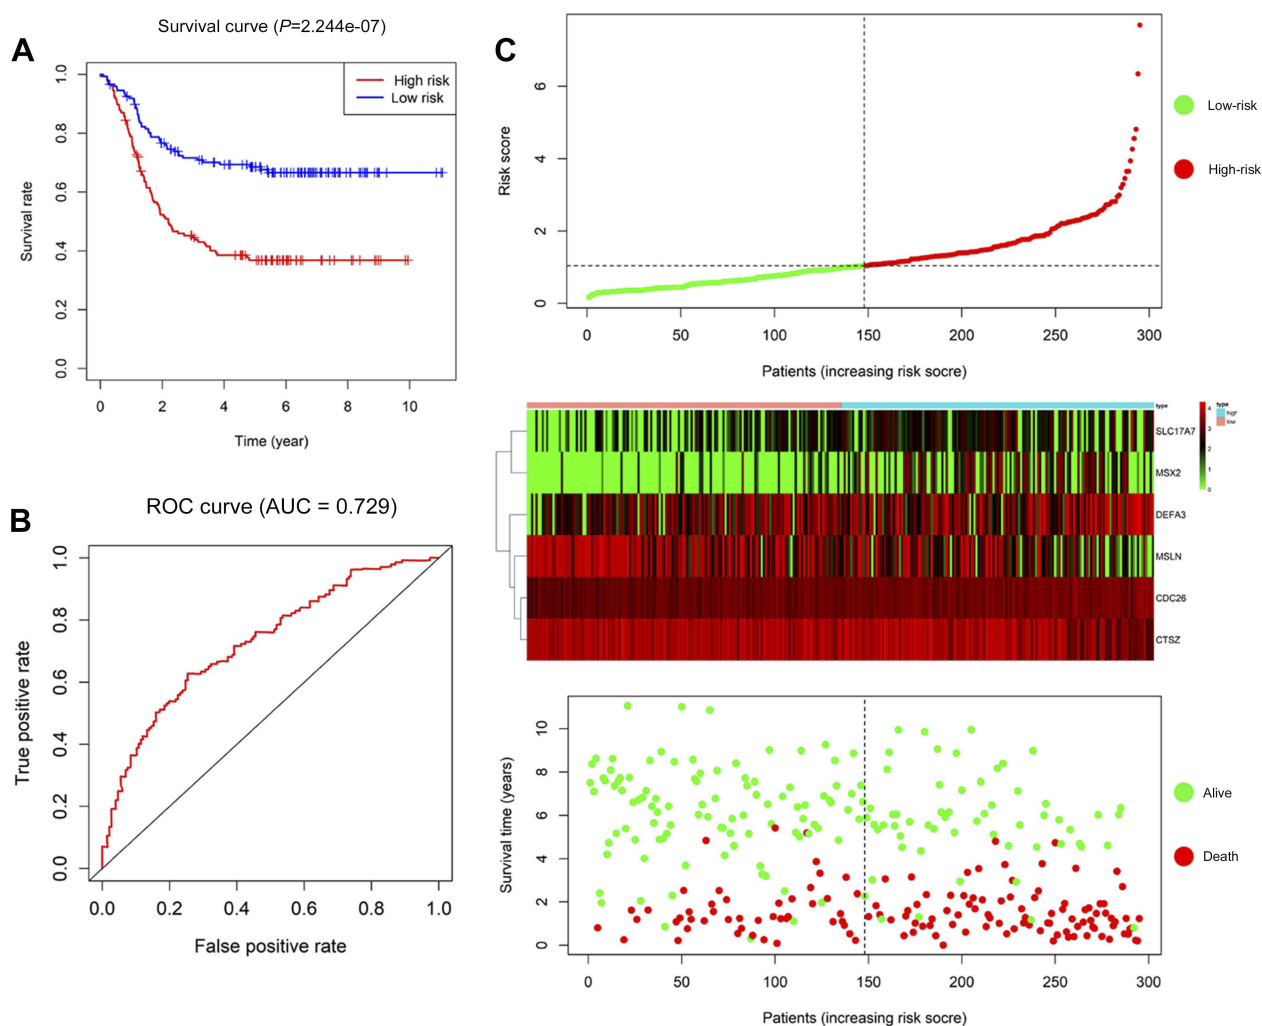 A
Survival curve (P=2.244e-07)
High risk
Low risk
Survival rate
1.0
0.8
0.6
0.4
0.2
0.0
0 2 4 6 8 10
Time (year)
B
ROC curve (AUC = 0.729)
True positive rate
1.0
0.8
0.6
0.4
0.2
0.0
0.0 0.2 0.4 0.6 0.8 1.0
False positive rate
C
Risk score
6
4
2
0
0 50 100 150 200 250 300
Patients (increasing risk socre)
Low-risk
High-risk
type
SLC17A7
MSX2
DEFA3
MSLN
CDC26
CTSZ
4
3
2
1
0
type
high
low
Survival time (years)
10
8
6
4
2
0
0 50 100 150 200 250 300
Patients (increasing risk socre)
Alive
Death